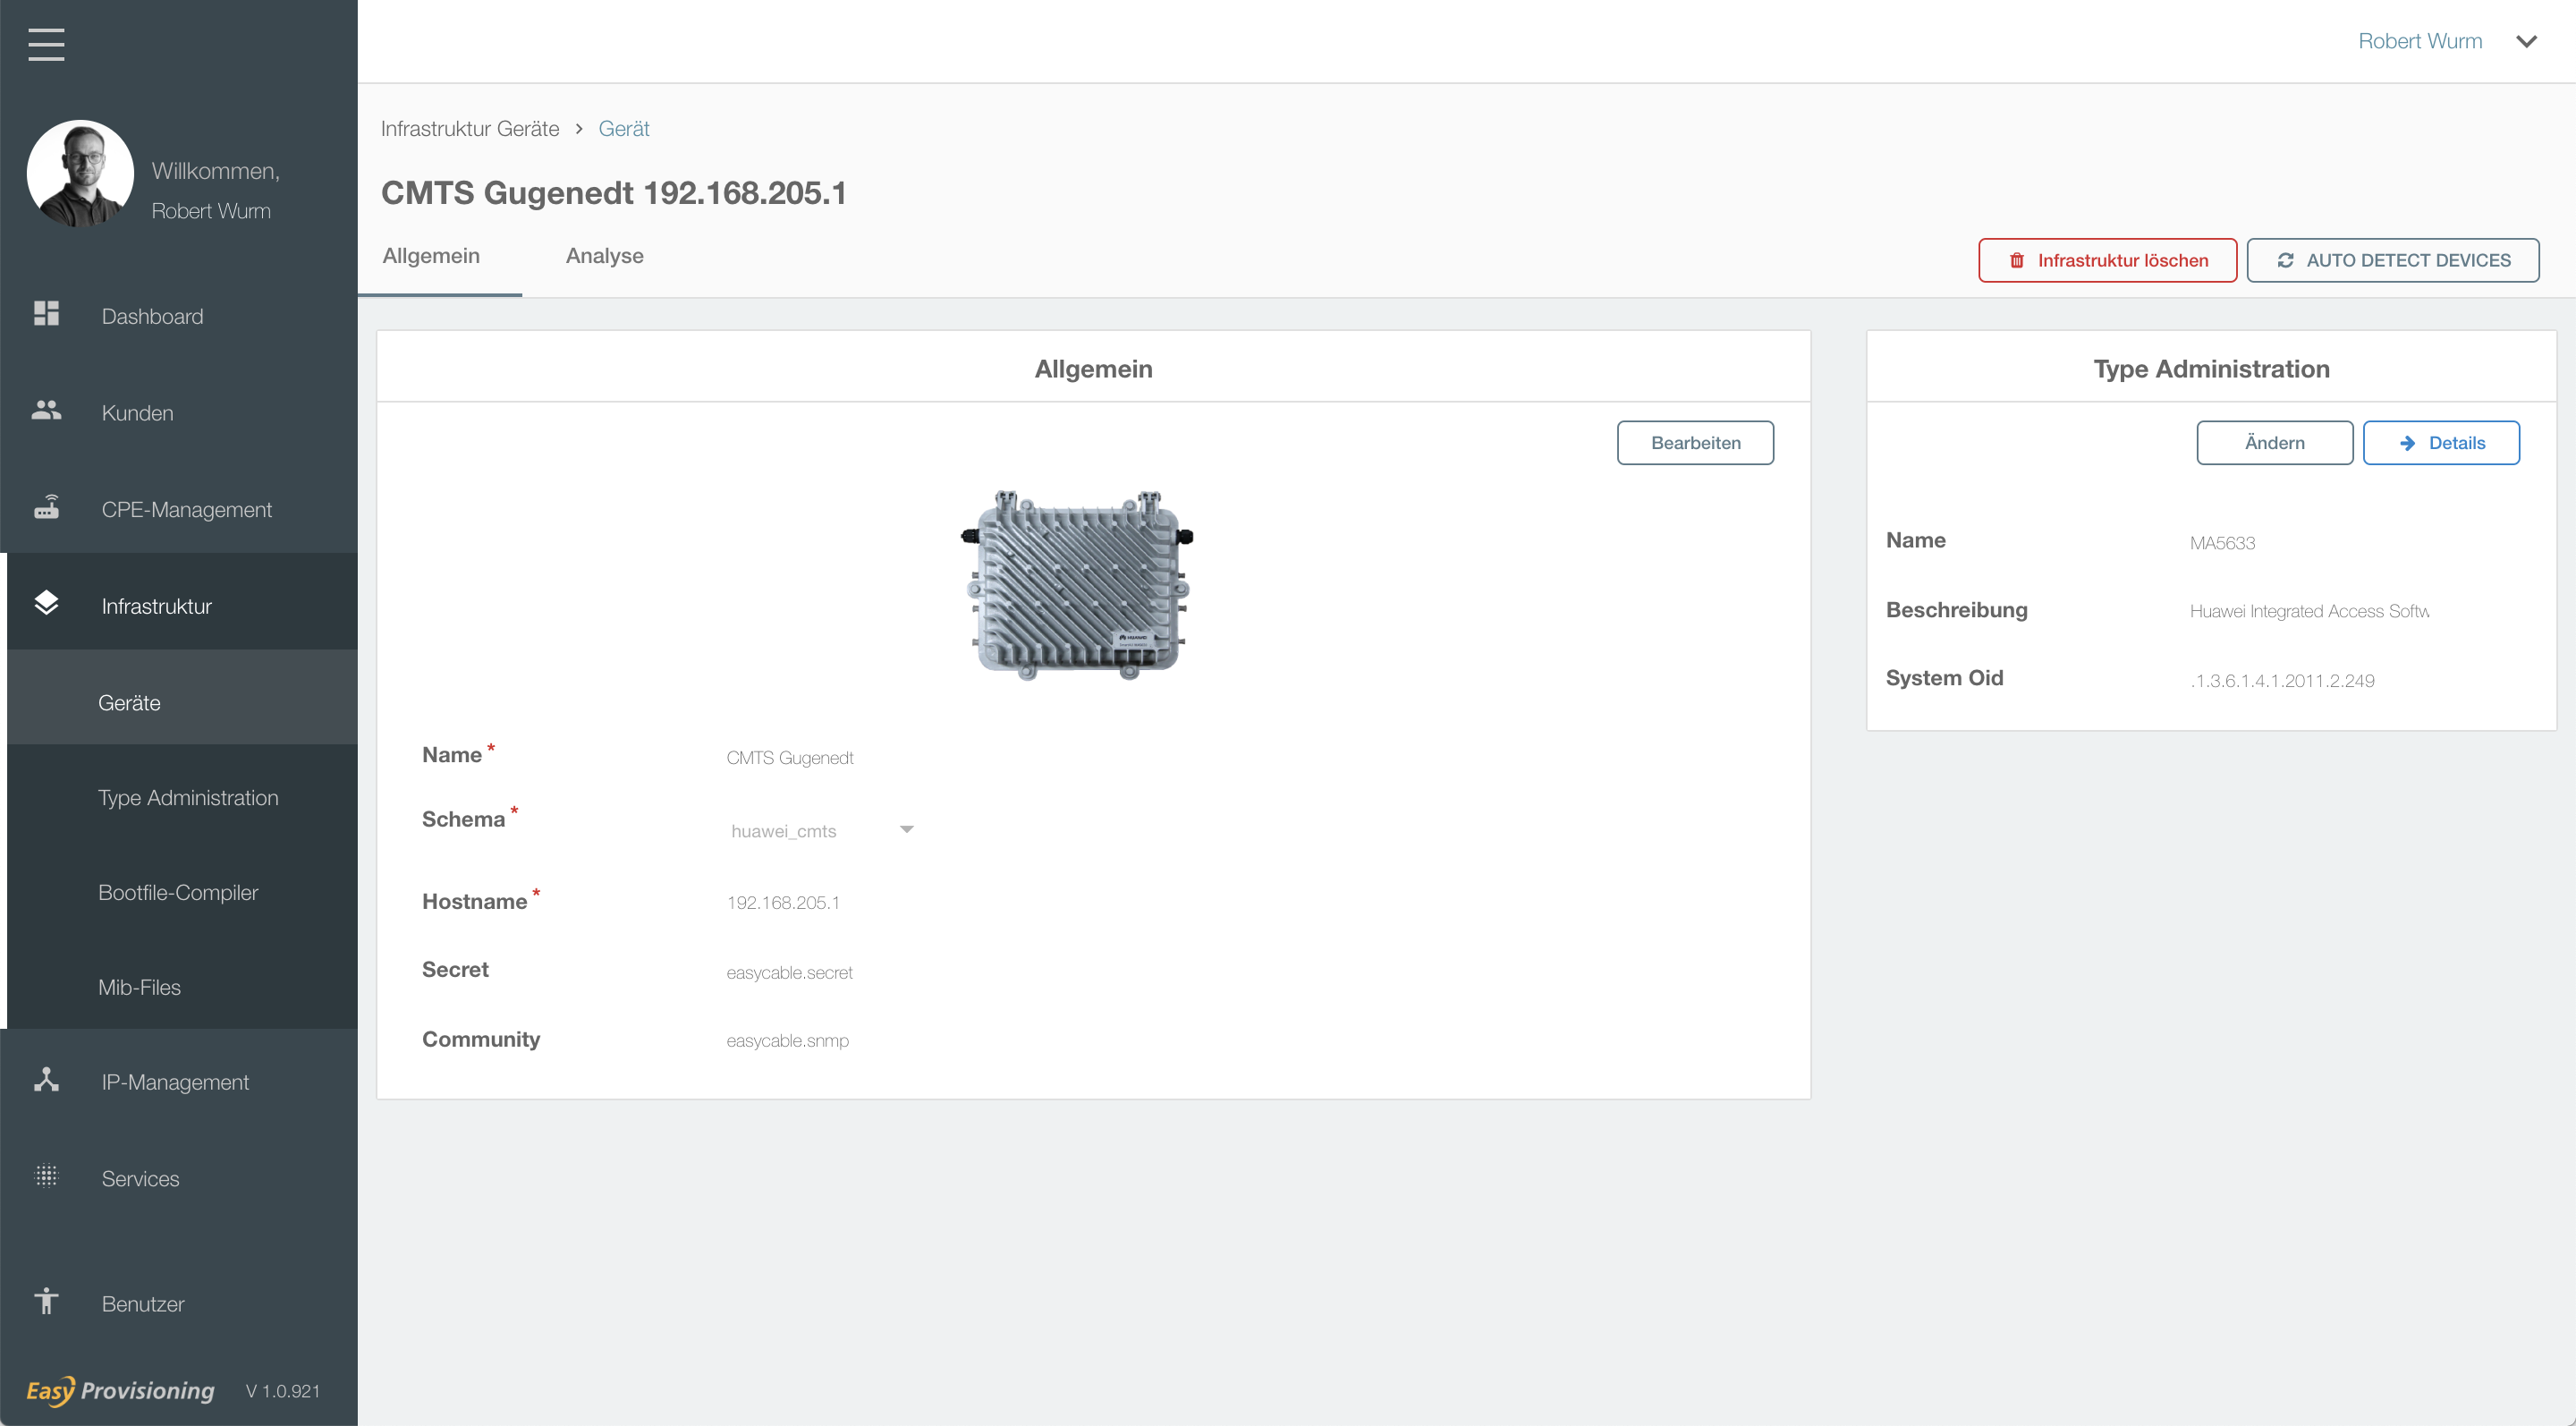 Robert Wurm
Willkommen,
Robert Wurm
Dashboard
Kunden
CPE-Management
Infrastruktur
Geräte
Type Administration
Bootfile-Compiler
Mib-Files
IP-Management
Services
Benutzer
Easy Provisioning V 1.0.921
Infrastruktur Geräte > Gerät
CMTS Gugenedt 192.168.205.1
Allgemein Analyse
Infrastruktur löschen AUTO DETECT DEVICES
Allgemein
Bearbeiten
HUAWEI
Name * CMTS Gugenedt
Schema * huawei_cmts
Hostname * 192.168.205.1
Secret easycable.secret
Community easycable.snmp
Type Administration
Ändern Details
Name MA5633
Beschreibung Huawei Integrated Access Softw
System Oid .1.3.6.1.4.1.2011.2.249